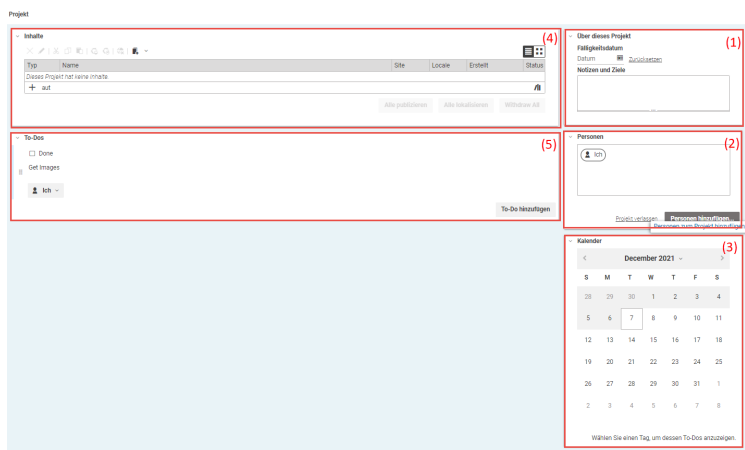 Projekt
Inhalte
(4)
Typ Name Site Locale Erstellt Status
Dieses Projekt hat keine Inhalte.
aut
Alle publizieren Alle lokalisieren Withdraw All
To-Dos
(5)
Done
Get Images
Ich
To-Do hinzufügen
Über dieses Projekt
(1)
Fälligkeitsdatum
Datum Zurücksetzen
Notizen und Ziele
Personen
(2)
Ich
Projekt verlassen Personen hinzufügen...
Personen zum Projekt hinzufügen
Kalender
(3)
December 2021
S M T W T F S
28 29 30 1 2 3 4
5 6 7 8 9 10 11
12 13 14 15 16 17 18
19 20 21 22 23 24 25
26 27 28 29 30 31 1
2 3 4 5 6 7 8
Wählen Sie einen Tag, um dessen To-Dos anzuzeigen.